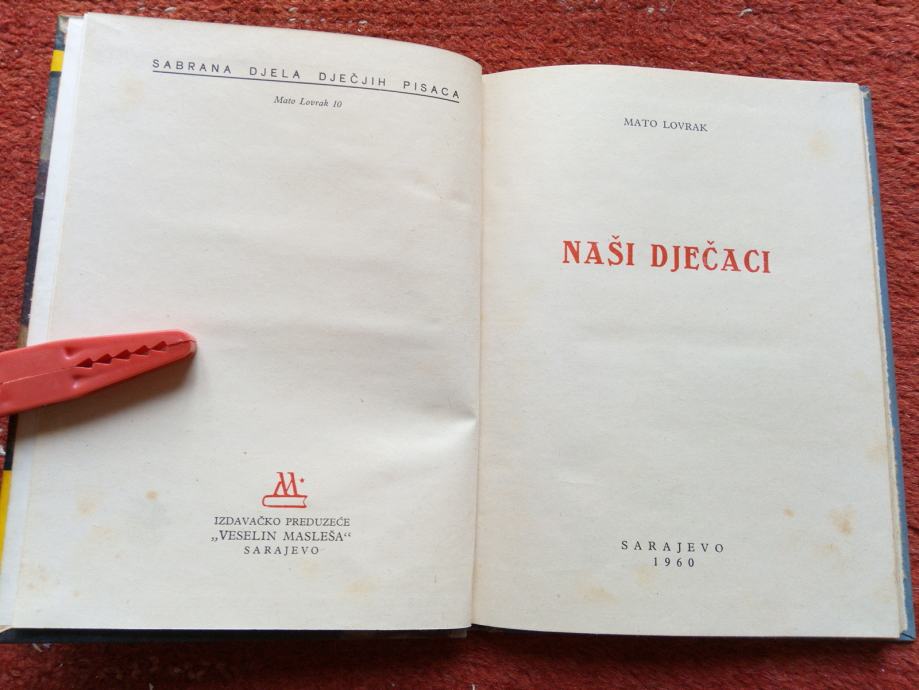 SABRANA DJELA DJEČJIH PISACA
Mato Lovrak 10
M
IZDAVAČKO PREDUZEĆE
„VESELIN MASLEŠA“
SARAJEVO
MATO LOVRAK
NAŠI DJEČACI
SARAJEVO
1960